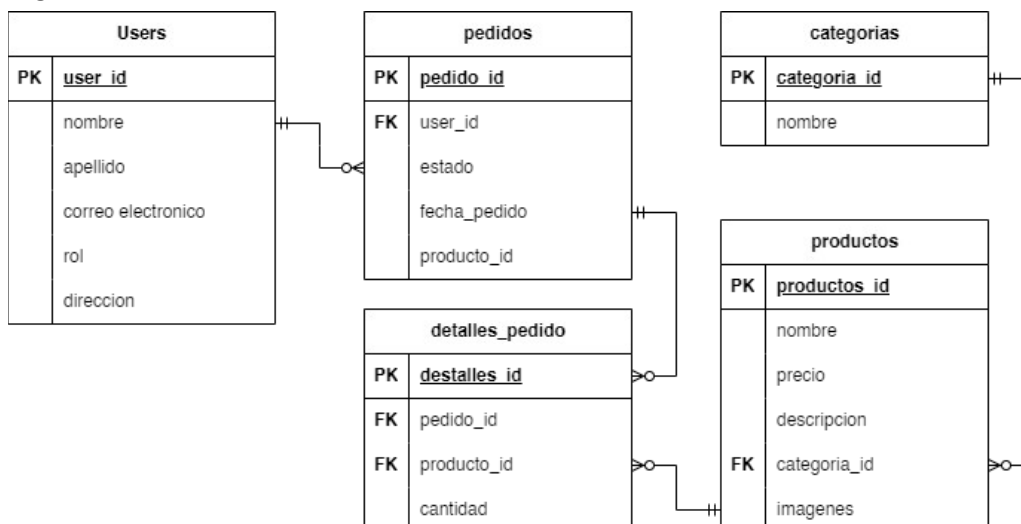 Users
PK user_id
nombre
apellido
correo electronico
rol
direccion
pedidos
PK pedido_id
FK user_id
estado
fecha_pedido
producto_id
categorias
PK categoria_id
nombre
detalles_pedido
PK destalles_id
FK pedido_id
FK producto_id
cantidad
productos
PK productos_id
nombre
precio
descripcion
FK categoria_id
imagenes